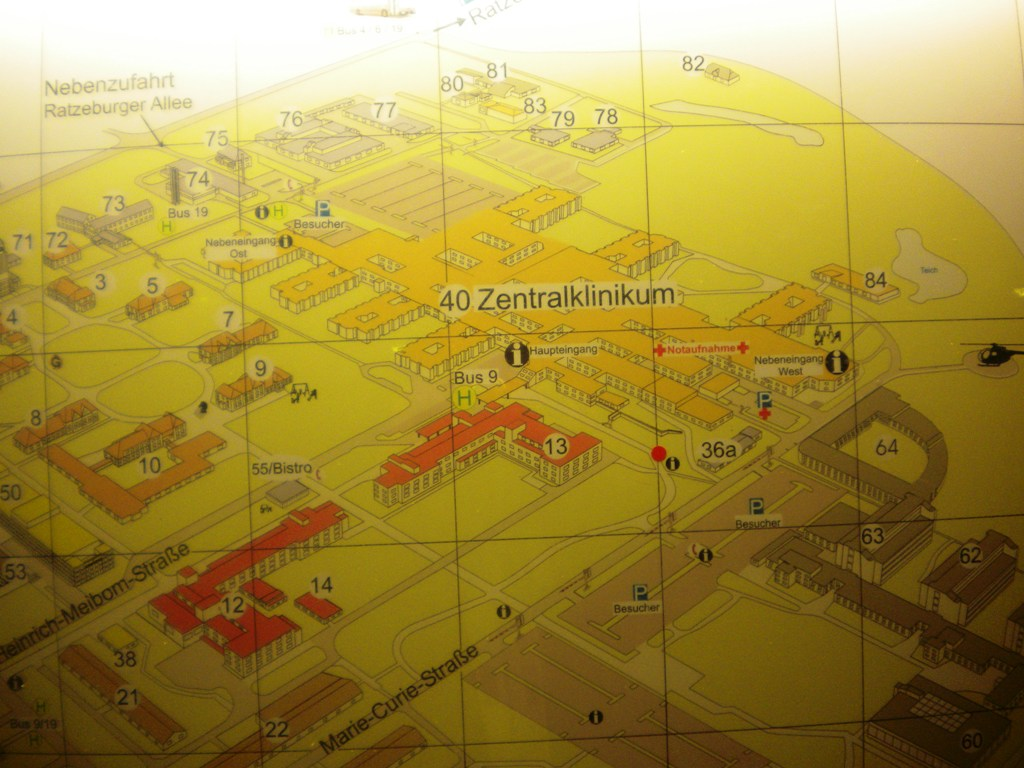 Bus 4 / 6 / 19
Nebenzufahrt
Ratzeburger Allee
82
81
80
83
79
78
77
76
75
74
Bus 19
H
73
71
72
3
5
4
7
9
8
10
i H
P
Besucher
Nebeneingang i
Ost
40 Zentralklinikum
84
Teich
i Haupteingang
Notaufnahme
Nebeneingang i
West
P
Bus 9
H
13
36a
i
64
55/Bistro
50
53
P
Besucher
63
62
i
P
Besucher
i
14
12
Heinrich-Meibom-Straße
38
21
22
i
H
Bus 9/19
H
Marie-Curie-Straße
i
60